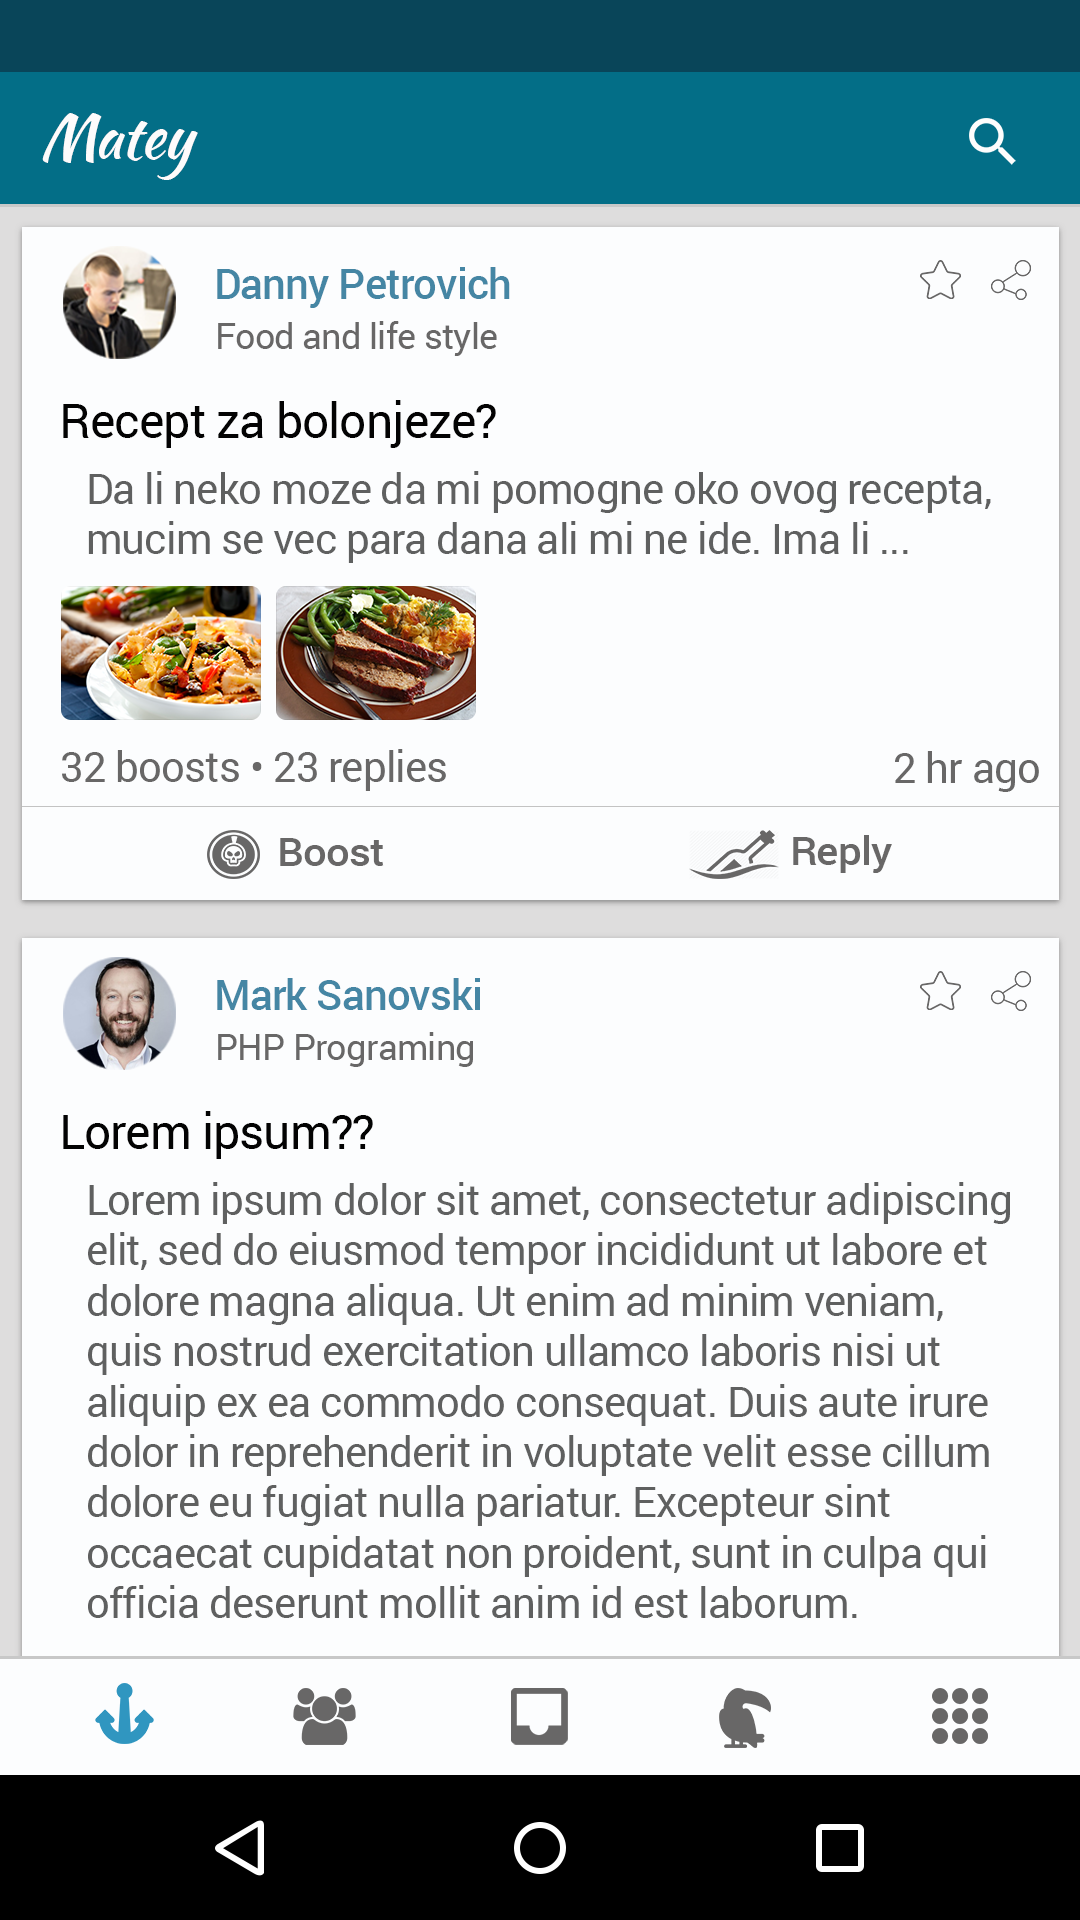 Matey
Danny Petrovich
Food and life style
Recept za bolonjeze?
Da li neko moze da mi pomogne oko ovog recepta,
mucim se vec para dana ali mi ne ide. Ima li ...
32 boosts • 23 replies
2 hr ago
Boost
Reply
Mark Sanovski
PHP Programing
Lorem ipsum??
Lorem ipsum dolor sit amet, consectetur adipiscing
elit, sed do eiusmod tempor incididunt ut labore et
dolore magna aliqua. Ut enim ad minim veniam,
quis nostrud exercitation ullamco laboris nisi ut
aliquip ex ea commodo consequat. Duis aute irure
dolor in reprehenderit in voluptate velit esse cillum
dolore eu fugiat nulla pariatur. Excepteur sint
occaecat cupidatat non proident, sunt in culpa qui
officia deserunt mollit anim id est laborum.